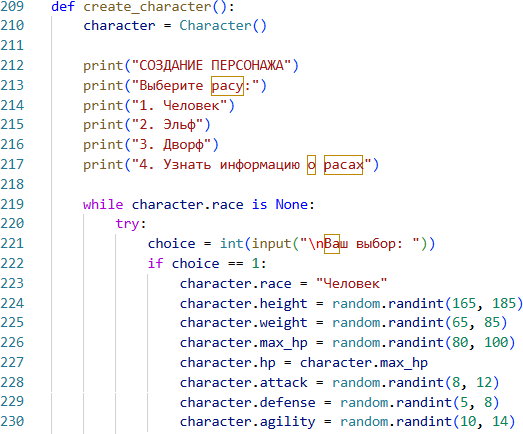 209 def create_character():
210     character = Character()
211
212     print("СОЗДАНИЕ ПЕРСОНАЖА")
213     print("Выберите расу:")
214     print("1. Человек")
215     print("2. Эльф")
216     print("3. Дворф")
217     print("4. Узнать информацию о расах")
218
219     while character.race is None:
220         try:
221             choice = int(input("\nВаш выбор: "))
222             if choice == 1:
223                 character.race = "Человек"
224                 character.height = random.randint(165, 185)
225                 character.weight = random.randint(65, 85)
226                 character.max_hp = random.randint(80, 100)
227                 character.hp = character.max_hp
228                 character.attack = random.randint(8, 12)
229                 character.defense = random.randint(5, 8)
230                 character.agility = random.randint(10, 14)